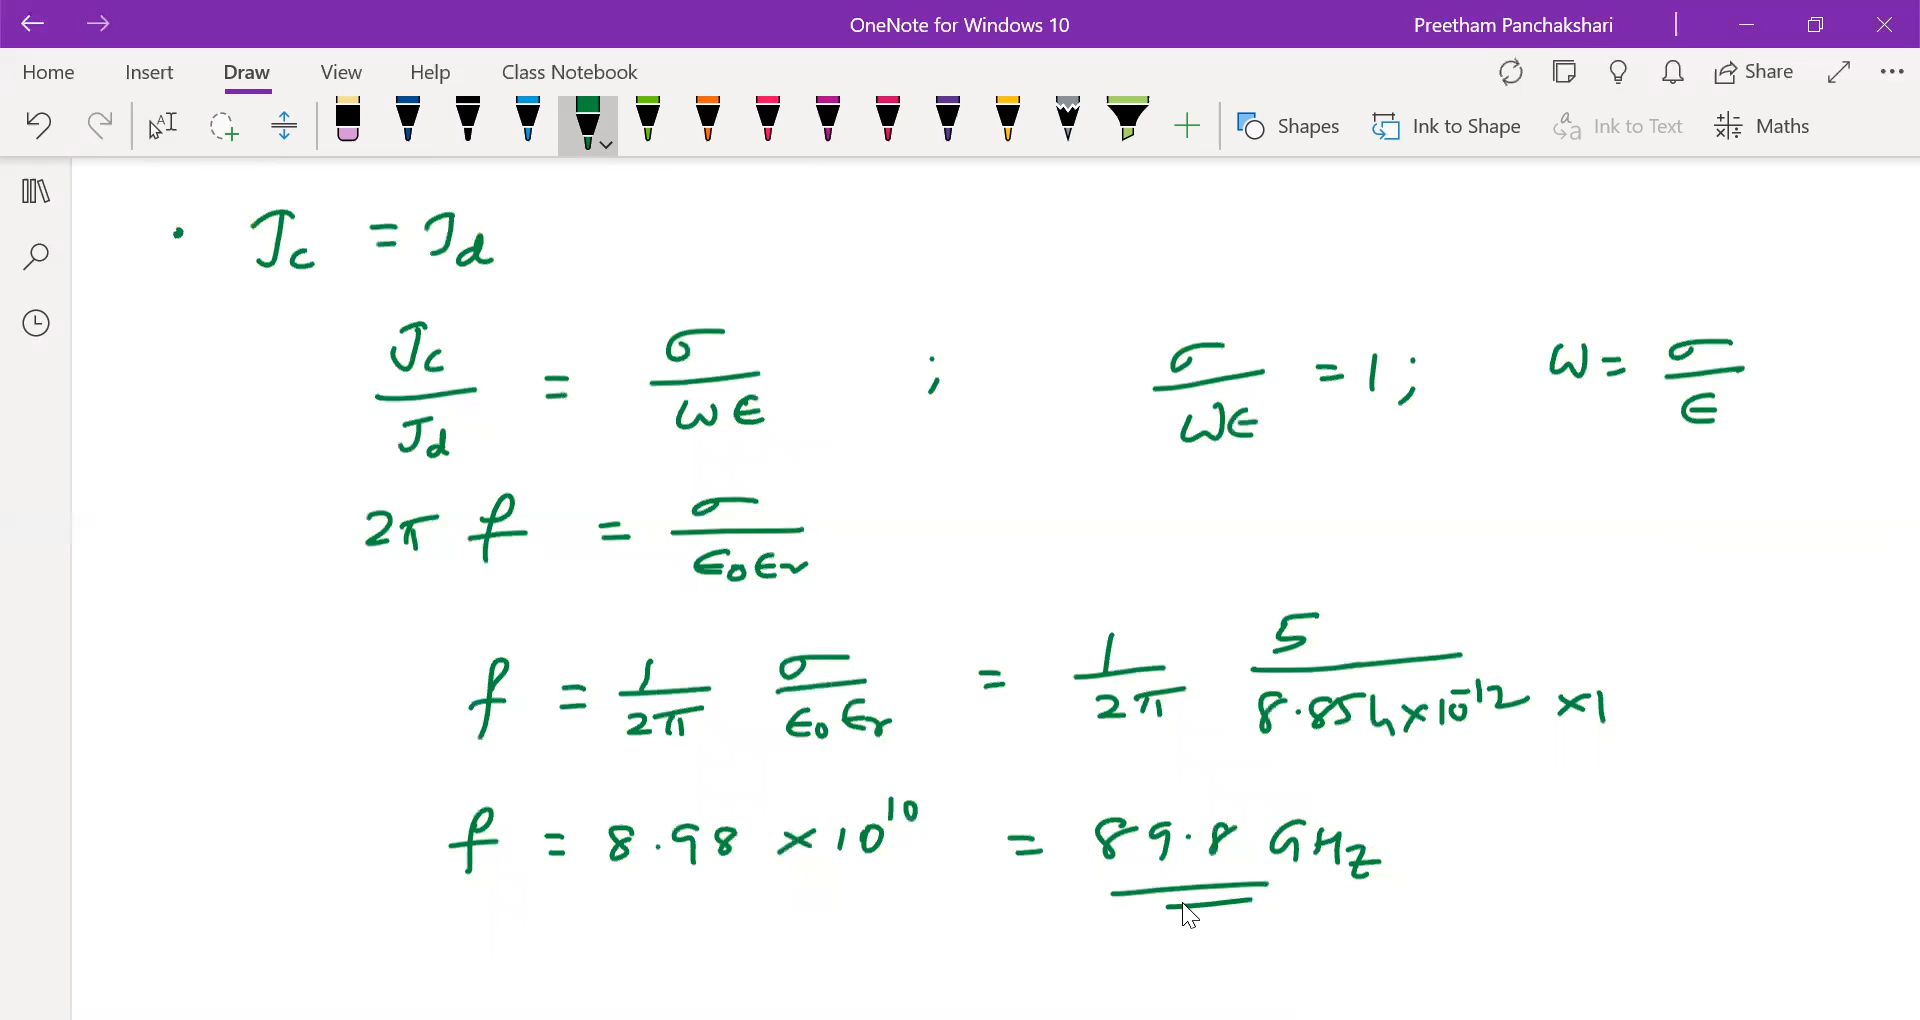 OneNote for Windows 10 Preetham Panchakshari
Home Insert Draw View Help Class Notebook Share
Shapes Ink to Shape Ink to Text Maths
· Jc = Jd
Jc/Jd = σ/ωϵ ; σ/ωϵ = 1 ; ω = σ/ϵ
2π f = σ/ϵ₀ϵr
f = 1/2π σ/ϵ₀ϵr = 1/2π 5/8.854×10⁻¹² ×1
f = 8.98 × 10¹⁰ = 89.8 GHz